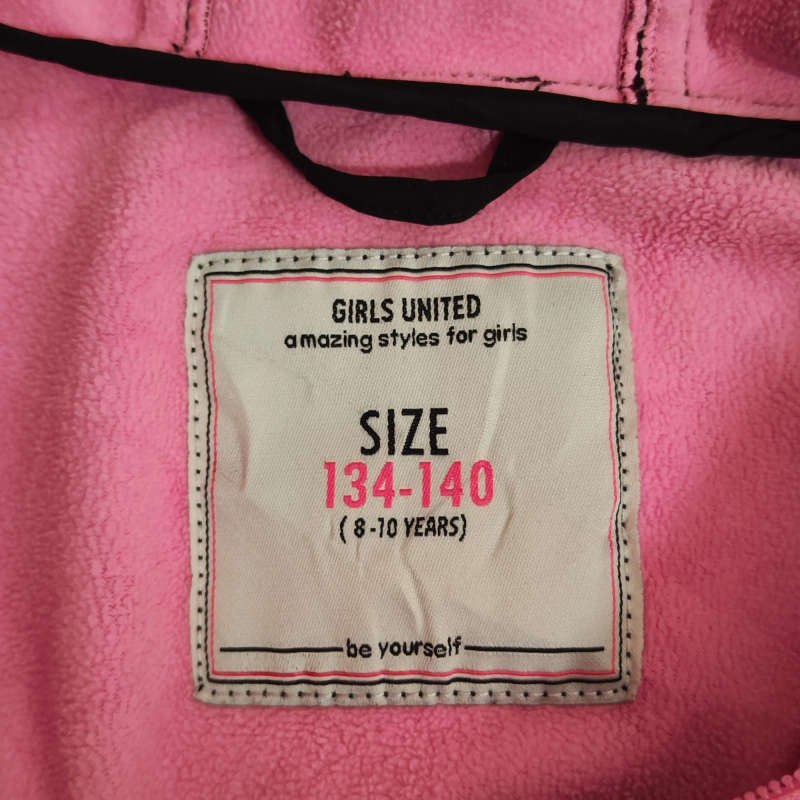 GIRLS UNITED
amazing styles for girls
SIZE
134-140
( 8-10 YEARS)
be yourself